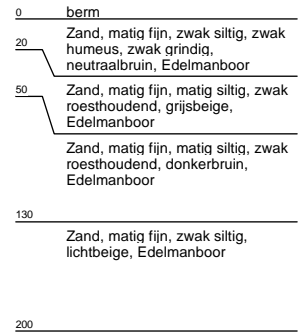 0 berm
Zand, matig fijn, zwak siltig, zwak
20 humeus, zwak grindig,
neutraalbruin, Edelmanboor
50 Zand, matig fijn, matig siltig, zwak
roesthoudend, grijsbeige,
Edelmanboor
Zand, matig fijn, matig siltig, zwak
roesthoudend, donkerbruin,
Edelmanboor
130
Zand, matig fijn, zwak siltig,
lichtbeige, Edelmanboor
200